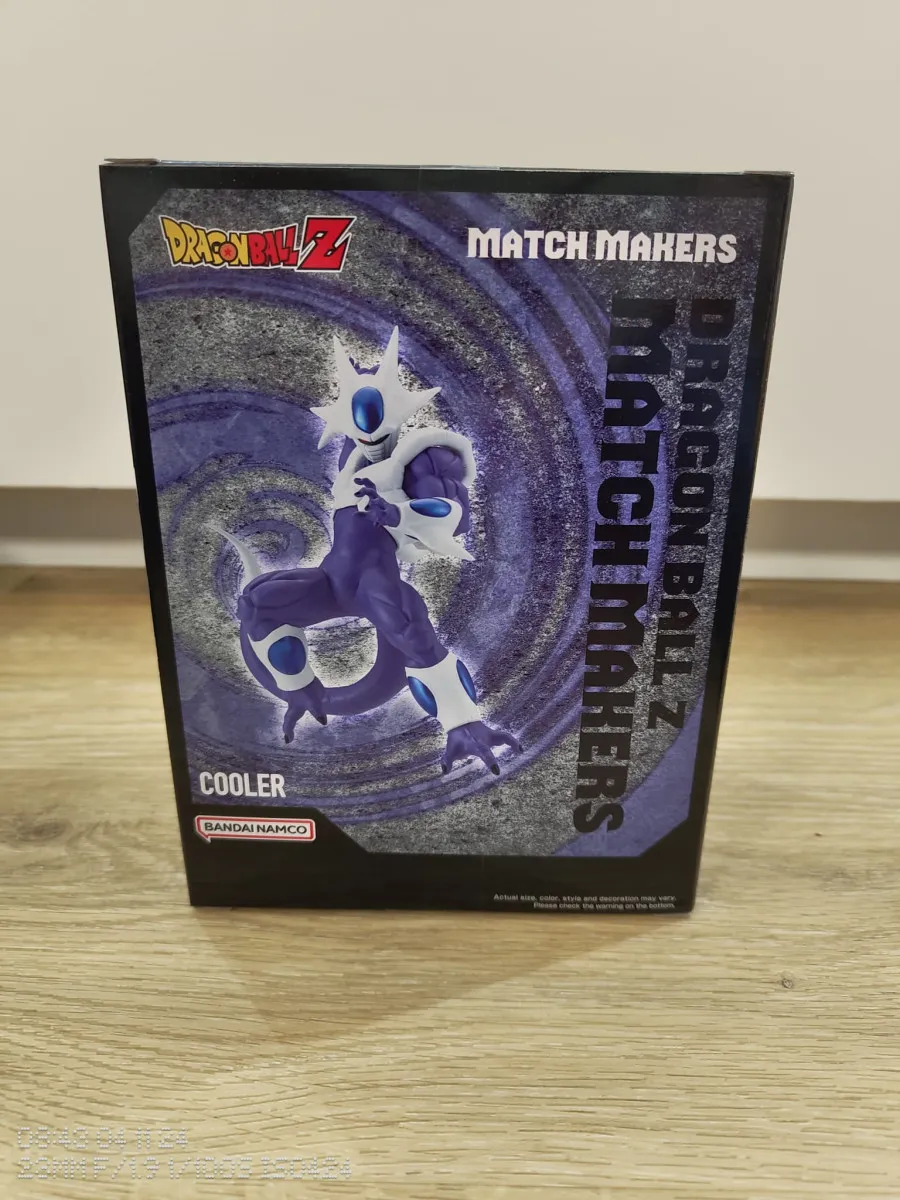 DRAGON BALL Z
MATCH MAKERS
DRAGON BALL Z
MATCH MAKERS
COOLER
BANDAI NAMCO
Actual size, color, style and decoration may vary.
Please check the warning on the bottom.